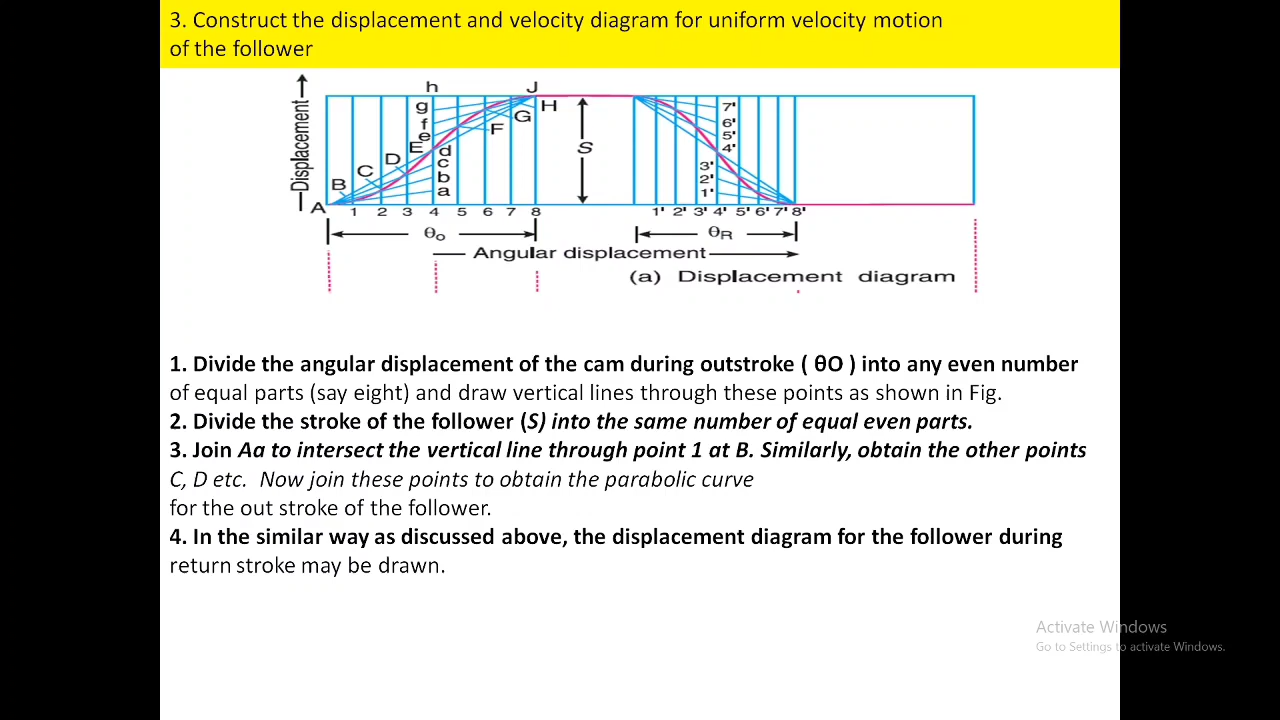 3. Construct the displacement and velocity diagram for uniform velocity motion
of the follower
Displacement
h J
g H
f G
e F
E d
D c
C b
B a
A 1 2 3 4 5 6 7 8
S
7'
6'
5'
4'
3'
2'
1'
1' 2' 3' 4' 5' 6' 7' 8'
θo θR
Angular displacement
(a) Displacement diagram
1. Divide the angular displacement of the cam during outstroke ( θO ) into any even number
of equal parts (say eight) and draw vertical lines through these points as shown in Fig.
2. Divide the stroke of the follower (S) into the same number of equal even parts.
3. Join Aa to intersect the vertical line through point 1 at B. Similarly, obtain the other points
C, D etc. Now join these points to obtain the parabolic curve
for the out stroke of the follower.
4. In the similar way as discussed above, the displacement diagram for the follower during
return stroke may be drawn.
Activate Windows
Go to Settings to activate Windows.